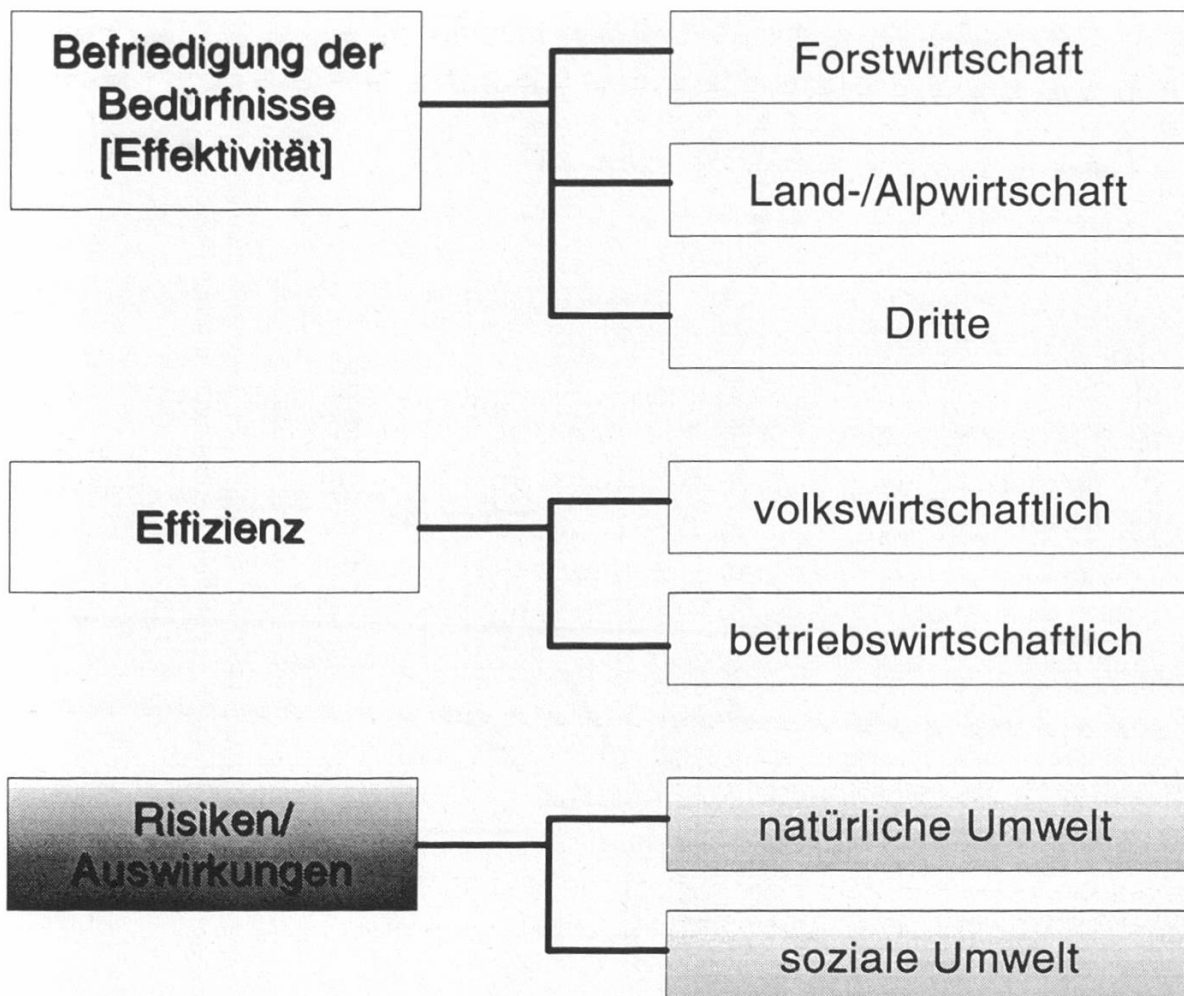 Befriedigung der
Bedürfnisse
[Effektivität]
Forstwirtschaft
Land-/Alpwirtschaft
Dritte
Effizienz
volkswirtschaftlich
betriebswirtschaftlich
Risiken/
Auswirkungen
natürliche Umwelt
soziale Umwelt